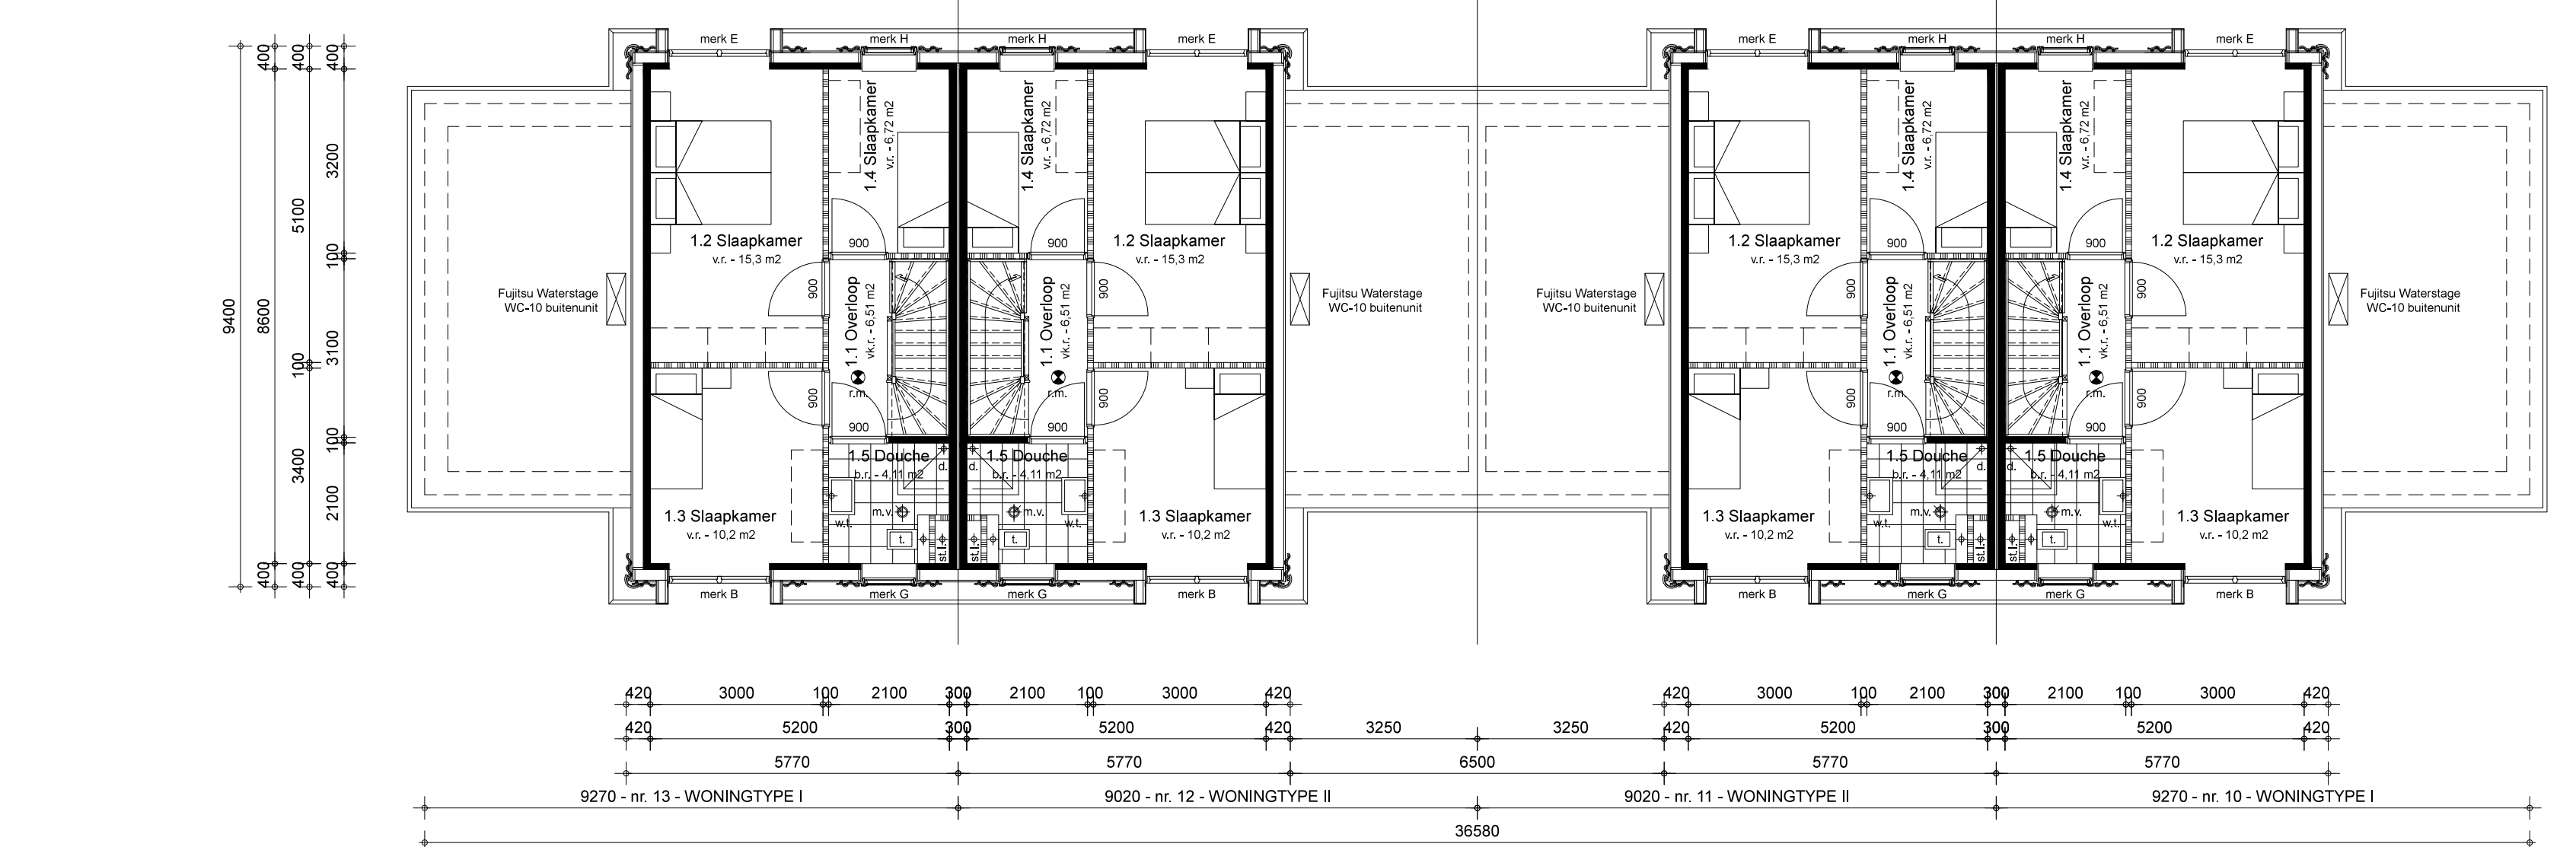 merk E
merk H
merk H
merk E
merk E
merk H
merk H
merk E
400
400
400
400
3200
5100
100
9400
8600
3100
100
100
3400
2100
400
400
400
1.4 Slaapkamer
v.r. - 6,72 m2
1.4 Slaapkamer
v.r. - 6,72 m2
1.4 Slaapkamer
v.r. - 6,72 m2
1.4 Slaapkamer
v.r. - 6,72 m2
1.2 Slaapkamer
v.r. - 15,3 m2
1.2 Slaapkamer
v.r. - 15,3 m2
1.2 Slaapkamer
v.r. - 15,3 m2
1.2 Slaapkamer
v.r. - 15,3 m2
900
900
900
900
900
900
900
900
Fujitsu Waterstage
WC-10 buitenunit
Fujitsu Waterstage
WC-10 buitenunit
Fujitsu Waterstage
WC-10 buitenunit
Fujitsu Waterstage
WC-10 buitenunit
1.1 Overloop
vk.r. - 6,51 m2
1.1 Overloop
vk.r. - 6,51 m2
1.1 Overloop
vk.r. - 6,51 m2
1.1 Overloop
vk.r. - 6,51 m2
r.m.
r.m.
r.m.
r.m.
900
900
900
900
900
900
900
900
1.5 Douche
b.r. - 4,11 m2
d.
1.5 Douche
b.r. - 4,11 m2
d.
1.5 Douche
b.r. - 4,11 m2
d.
1.5 Douche
b.r. - 4,11 m2
d.
1.3 Slaapkamer
v.r. - 10,2 m2
1.3 Slaapkamer
v.r. - 10,2 m2
1.3 Slaapkamer
v.r. - 10,2 m2
1.3 Slaapkamer
v.r. - 10,2 m2
w.t.
m.v.
m.v.
w.t.
w.t.
m.v.
m.v.
w.t.
t.
st.l.
st.l.
t.
t.
st.l.
st.l.
t.
merk B
merk G
merk G
merk B
merk B
merk G
merk G
merk B
420 3000 100 2100 300 2100 100 3000 420 420 3000 100 2100 300 2100 100 3000 420
420 5200 300 5200 420 3250 3250 420 5200 300 5200 420
5770 5770 6500 5770 5770
9270 - nr. 13 - WONINGTYPE I 9020 - nr. 12 - WONINGTYPE II 9020 - nr. 11 - WONINGTYPE II 9270 - nr. 10 - WONINGTYPE I
36580